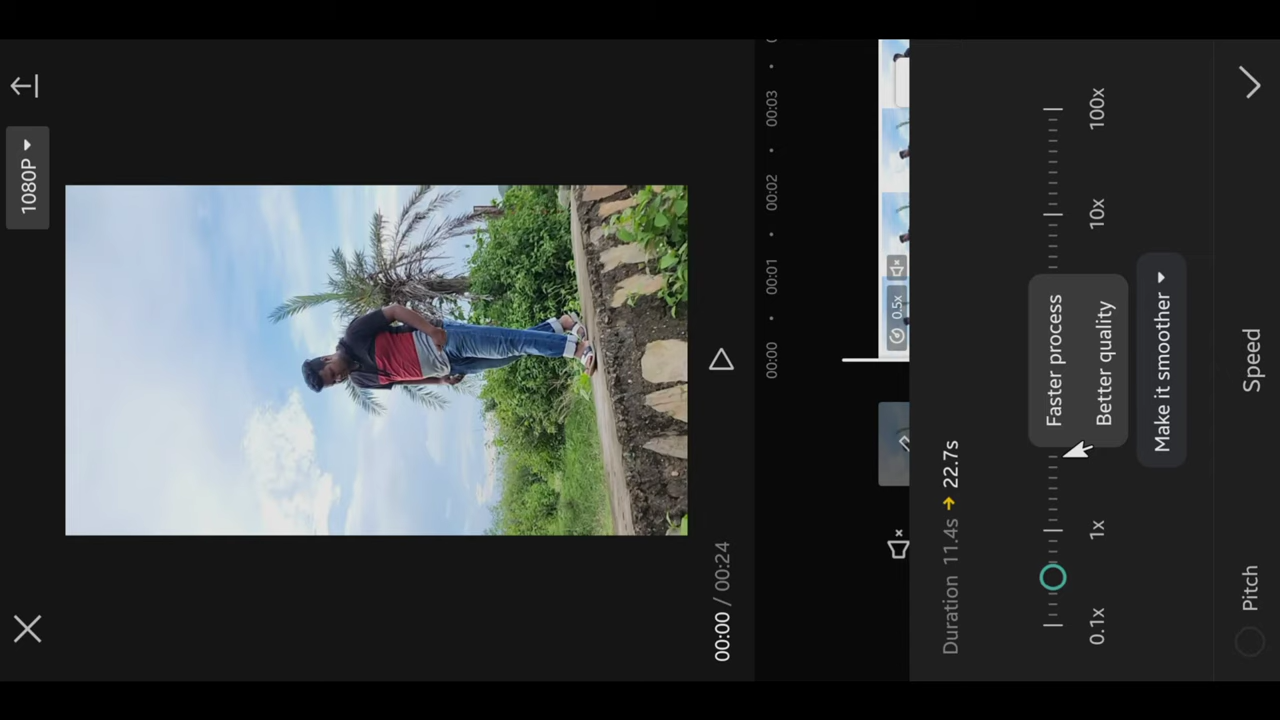 1080P
00:00 / 00:24
00:00 00:01 00:02 00:03
0.5x
Duration 11.4s → 22.7s
0.1x 1x 10x 100x
Faster process
Better quality
Make it smoother
Pitch Speed